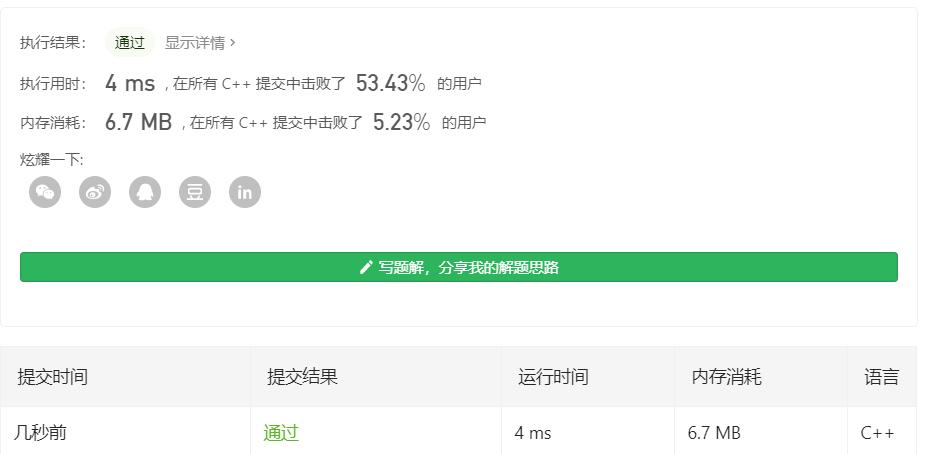 执行结果： 通过 显示详情 ›
执行用时： 4 ms , 在所有 C++ 提交中击败了 53.43% 的用户
内存消耗： 6.7 MB , 在所有 C++ 提交中击败了 5.23% 的用户
炫耀一下:
豆 in
写题解，分享我的解题思路
提交时间 提交结果 运行时间 内存消耗 语言
几秒前 通过 4 ms 6.7 MB C++